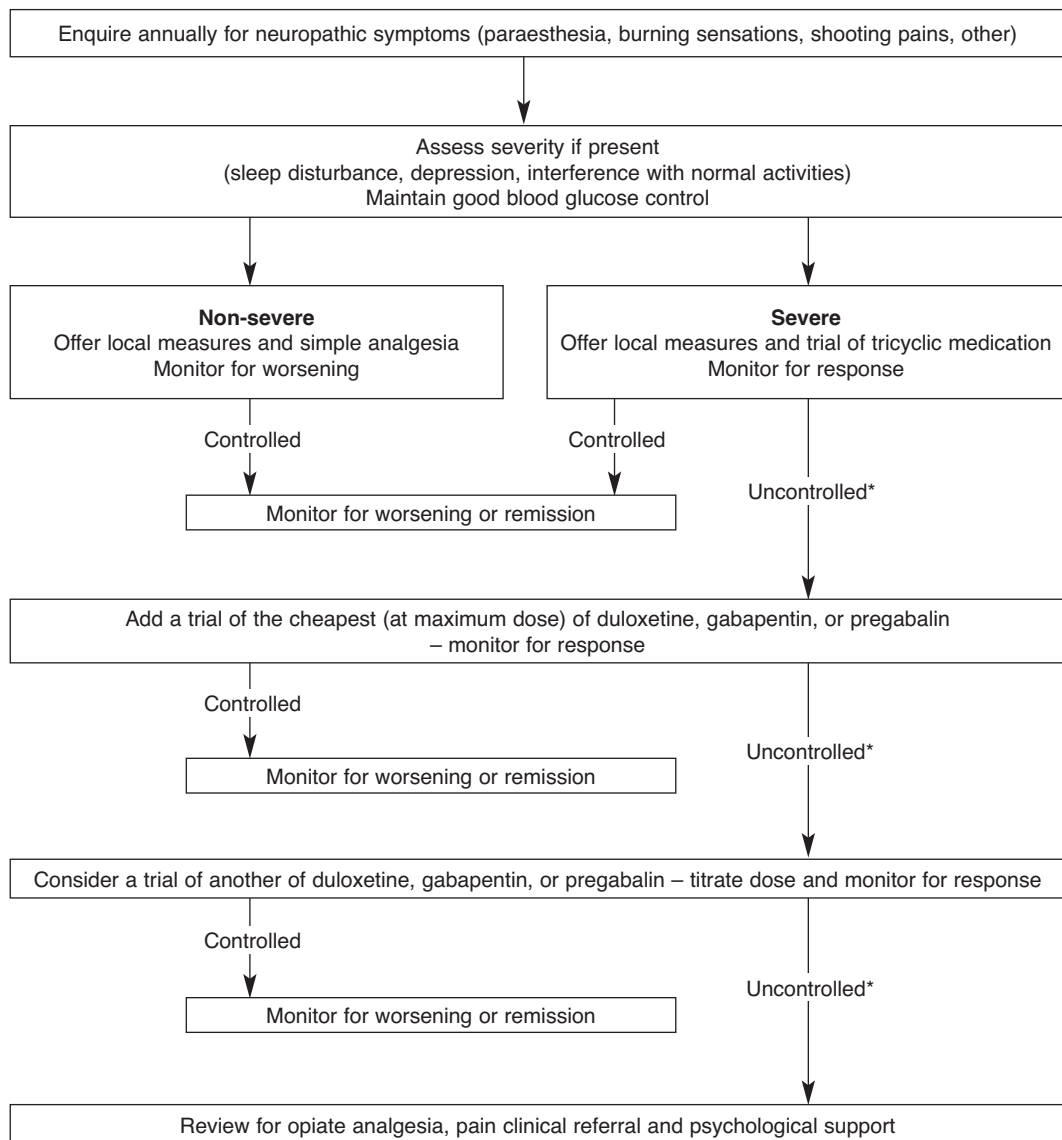 Enquire annually for neuropathic symptoms (paraesthesia, burning sensations, shooting pains, other)
Assess severity if present
(sleep disturbance, depression, interference with normal activities)
Maintain good blood glucose control
Non-severe
Offer local measures and simple analgesia
Monitor for worsening
Severe
Offer local measures and trial of tricyclic medication
Monitor for response
Controlled
Controlled
Uncontrolled*
Monitor for worsening or remission
Add a trial of the cheapest (at maximum dose) of duloxetine, gabapentin, or pregabalin
– monitor for response
Controlled
Uncontrolled*
Monitor for worsening or remission
Consider a trial of another of duloxetine, gabapentin, or pregabalin – titrate dose and monitor for response
Controlled
Uncontrolled*
Monitor for worsening or remission
Review for opiate analgesia, pain clinical referral and psychological support